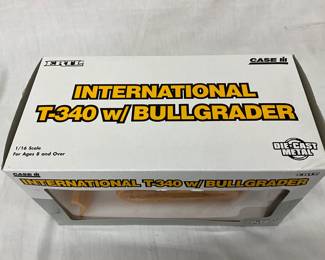 ERTL
CASE IH
INTERNATIONAL
T-340 w/ BULLGRADER
1/16 Scale
For Ages 8 and Over
DIE-CAST
METAL
CASE IH
INTERNATIONAL T-340 w/ BULLGRADER
ERTL